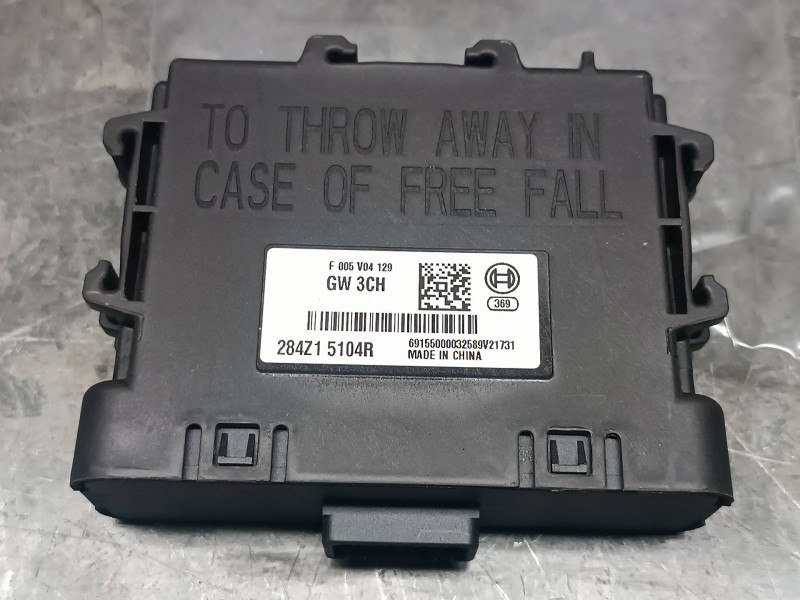 TO THROW AWAY IN
CASE OF FREE FALL
F 005 V04 129
GW 3CH
369
284Z1 5104R
69155000032589V21731
MADE IN CHINA